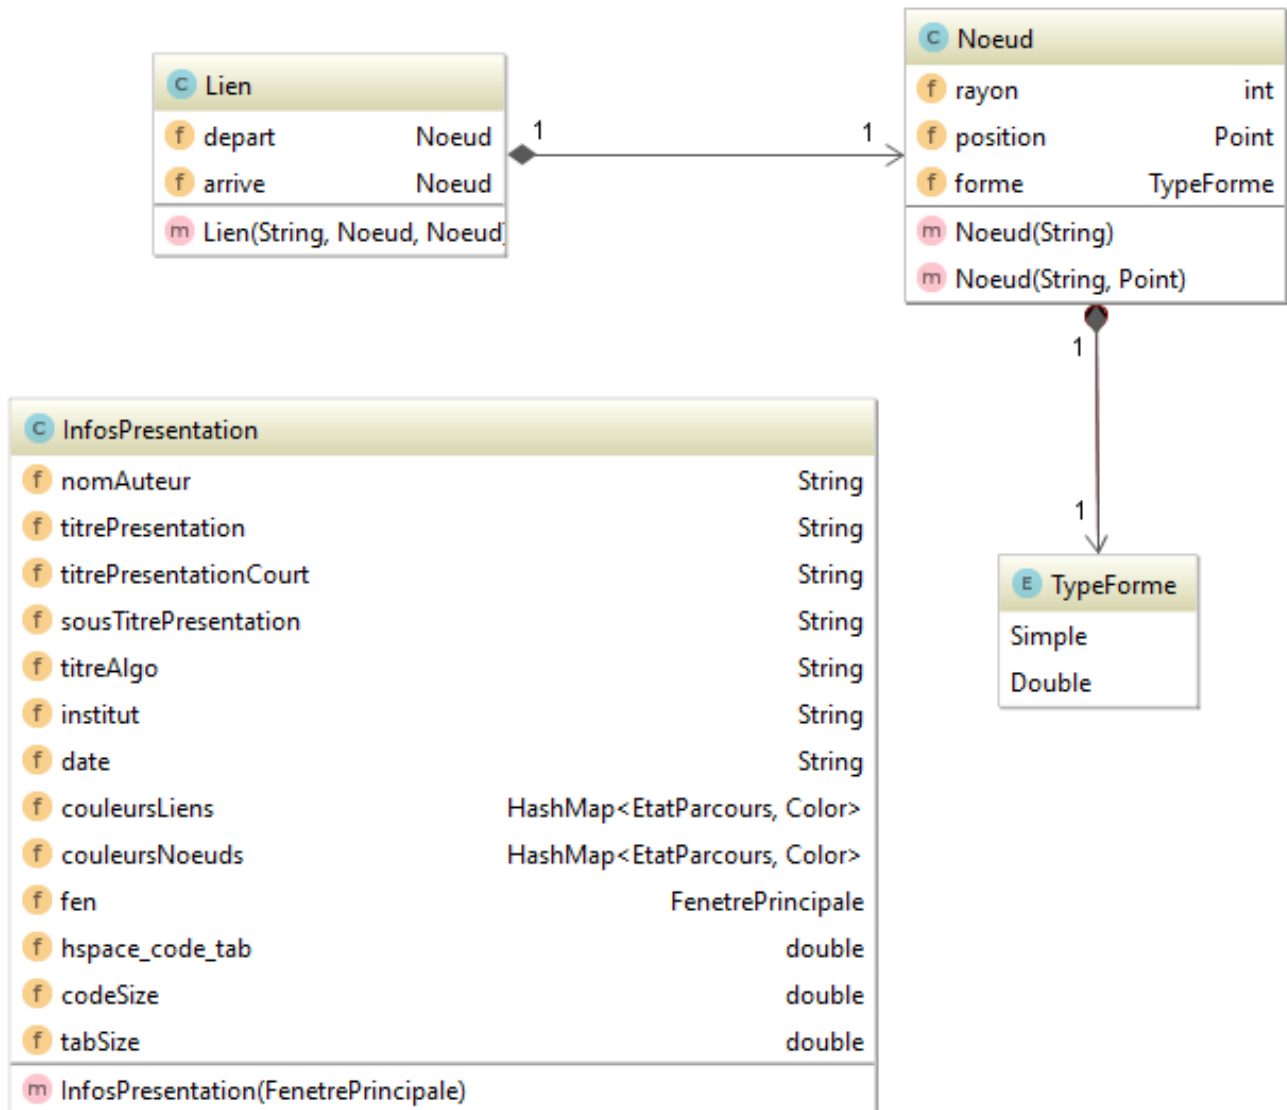 C Lien
f depart Noeud
f arrive Noeud
m Lien(String, Noeud, Noeud)
1 1
C Noeud
f rayon int
f position Point
f forme TypeForme
m Noeud(String)
m Noeud(String, Point)
1
1
E TypeForme
Simple
Double
C InfosPresentation
f nomAuteur String
f titrePresentation String
f titrePresentationCourt String
f sousTitrePresentation String
f titreAlgo String
f institut String
f date String
f couleursLiens HashMap<EtatParcours, Color>
f couleursNoeuds HashMap<EtatParcours, Color>
f fen FenetrePrincipale
f hspace_code_tab double
f codeSize double
f tabSize double
m InfosPresentation(FenetrePrincipale)